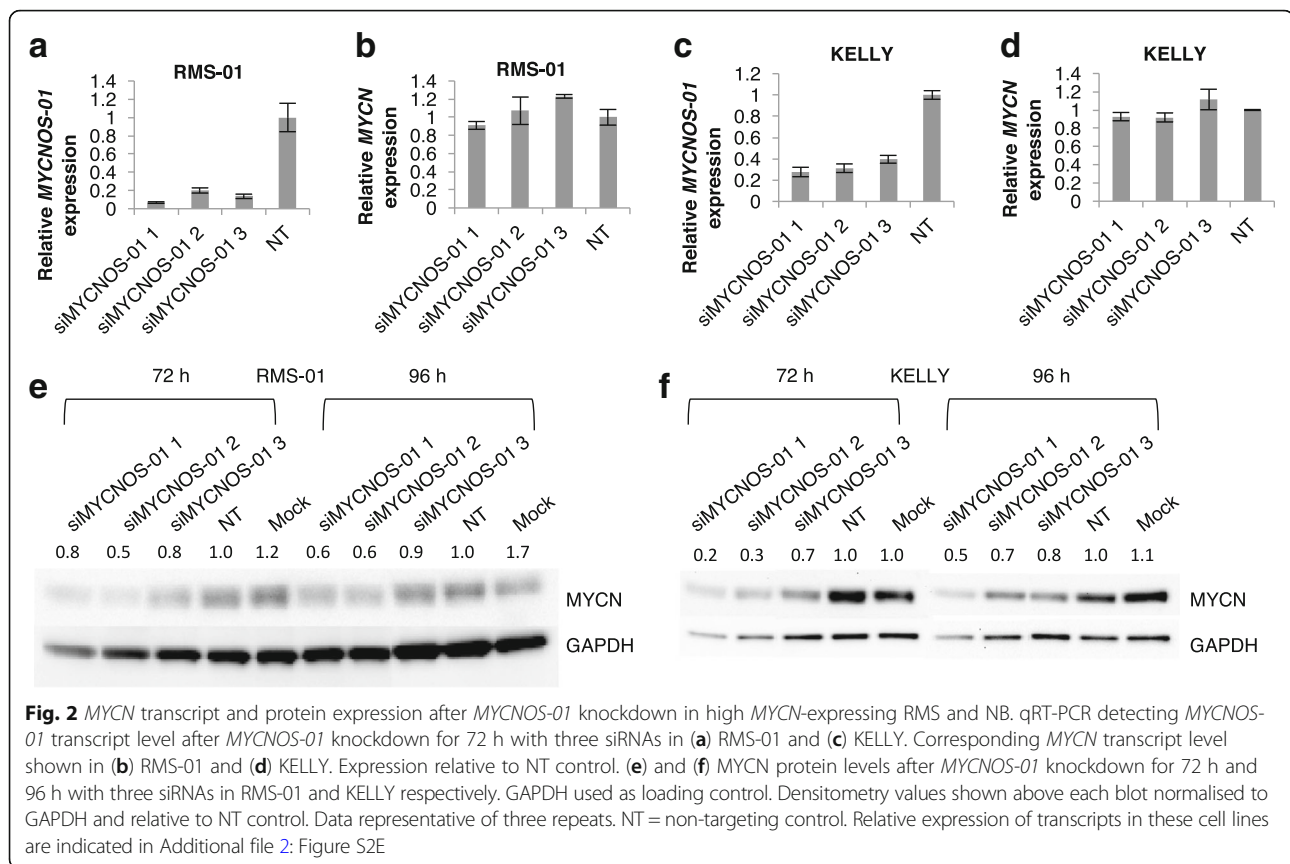 a
RMS-01
Relative MYCNOS-01
expression
1.4
1.2
1
0.8
0.6
0.4
0.2
0
siMYCNOS-01 1
siMYCNOS-01 2
siMYCNOS-01 3
NT
b
RMS-01
Relative MYCN
expression
1.4
1.2
1
0.8
0.6
0.4
0.2
0
siMYCNOS-01 1
siMYCNOS-01 2
siMYCNOS-01 3
NT
c
KELLY
Relative MYCNOS-01
expression
1.2
1
0.8
0.6
0.4
0.2
0
siMYCNOS-01 1
siMYCNOS-01 2
siMYCNOS-01 3
NT
d
KELLY
Relative MYCN
expression
1.4
1.2
1
0.8
0.6
0.4
0.2
0
siMYCNOS-01 1
siMYCNOS-01 2
siMYCNOS-01 3
NT
e
72 h RMS-01 96 h
siMYCNOS-01 1
siMYCNOS-01 2
siMYCNOS-01 3
NT
Mock
siMYCNOS-01 1
siMYCNOS-01 2
siMYCNOS-01 3
NT
Mock
0.8 0.5 0.8 1.0 1.2 0.6 0.6 0.9 1.0 1.7
MYCN
GAPDH
f
72 h KELLY 96 h
siMYCNOS-01 1
siMYCNOS-01 2
siMYCNOS-01 3
NT
Mock
siMYCNOS-01 1
siMYCNOS-01 2
siMYCNOS-01 3
NT
Mock
0.2 0.3 0.7 1.0 1.0 0.5 0.7 0.8 1.0 1.1
MYCN
GAPDH
Fig. 2 MYCN transcript and protein expression after MYCNOS-01 knockdown in high MYCN-expressing RMS and NB. qRT-PCR detecting MYCNOS-
01 transcript level after MYCNOS-01 knockdown for 72 h with three siRNAs in (a) RMS-01 and (c) KELLY. Corresponding MYCN transcript level
shown in (b) RMS-01 and (d) KELLY. Expression relative to NT control. (e) and (f) MYCN protein levels after MYCNOS-01 knockdown for 72 h and
96 h with three siRNAs in RMS-01 and KELLY respectively. GAPDH used as loading control. Densitometry values shown above each blot normalised to
GAPDH and relative to NT control. Data representative of three repeats. NT = non-targeting control. Relative expression of transcripts in these cell lines
are indicated in Additional file 2: Figure S2E